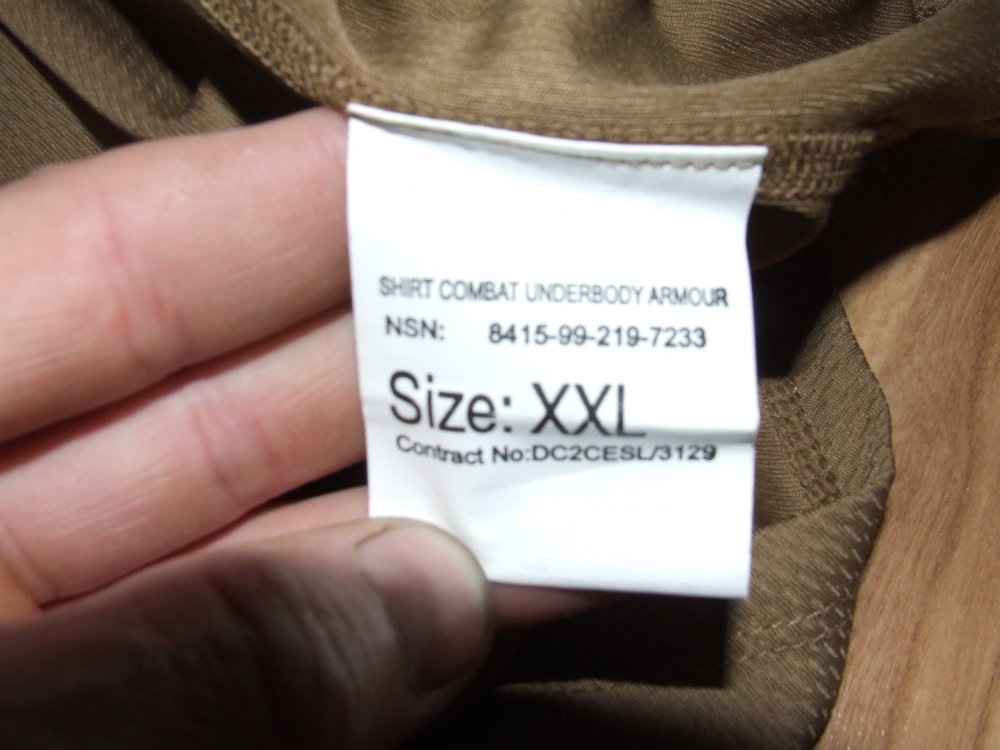 SHIRT COMBAT UNDERBODY ARMOUR
NSN: 8415-99-219-7233
Size: XXL
Contract No:DC2CESL/3129